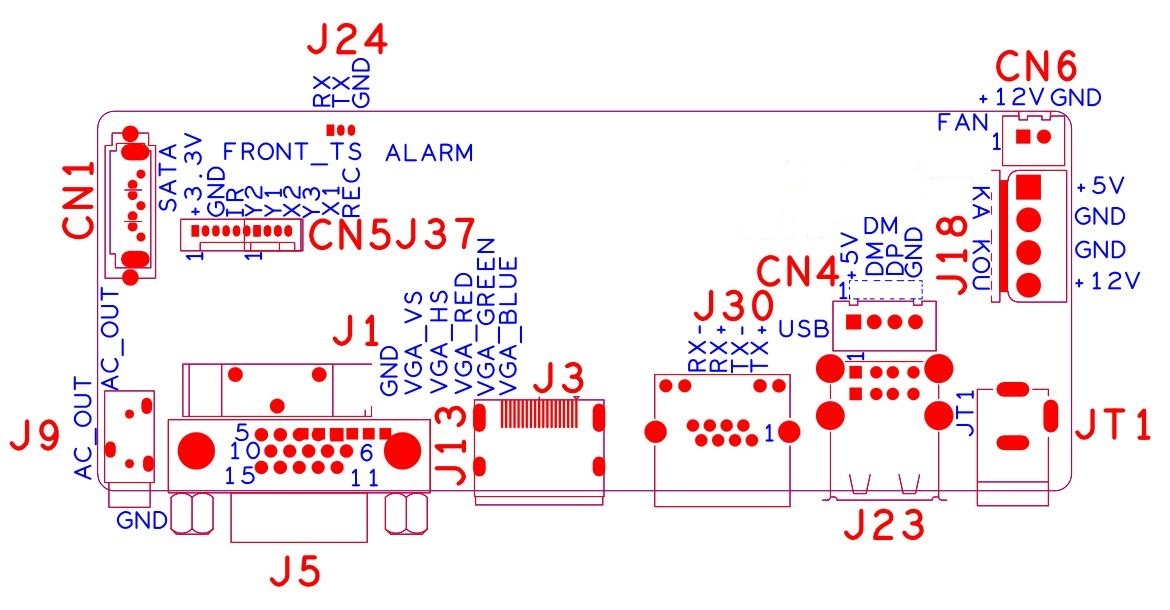 J24
RX
TX
GND
CN6
+12V GND
FAN
1
CN1
SATA
+3.3V
GND
IR
Y2
Y1
X2
Y3
X1
REC
FRONT_TS ALARM
1
1
CN5J37
KA KOU
J18
+5V
GND
GND
+12V
DM
+5V
DM
DP
GND
CN4
1
USB
1
J30
RX-
RX+
TX-
TX+
1
AC_OUT
AC_OUT
J9
GND
J1
GND
VGA_VS
VGA_HS
VGA_RED
VGA_GREEN
VGA_BLUE
J3
J13
5
10
15
6
11
J5
J23
JT1
JT1